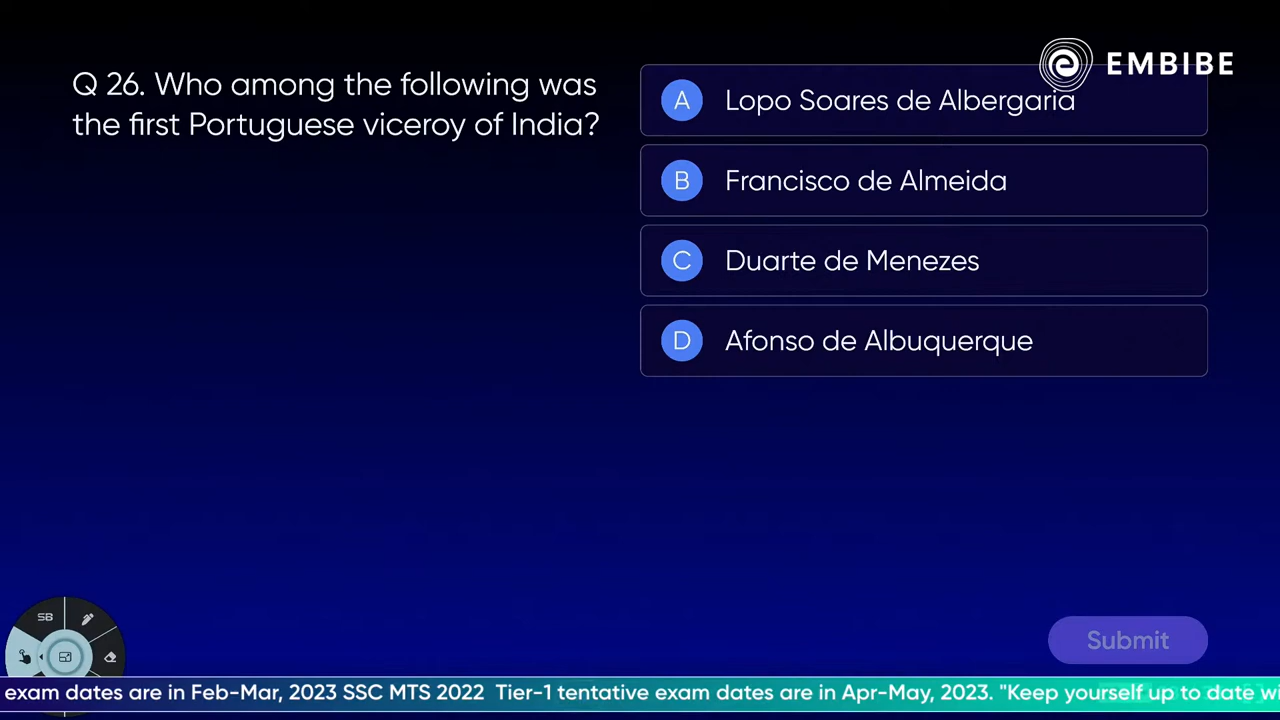 EMBIBE
Q 26. Who among the following was
the first Portuguese viceroy of India?
A Lopo Soares de Albergaria
B Francisco de Almeida
C Duarte de Menezes
D Afonso de Albuquerque
SB
Submit
exam dates are in Feb-Mar, 2023 SSC MTS 2022 Tier-1 tentative exam dates are in Apr-May, 2023. "Keep yourself up to date wi